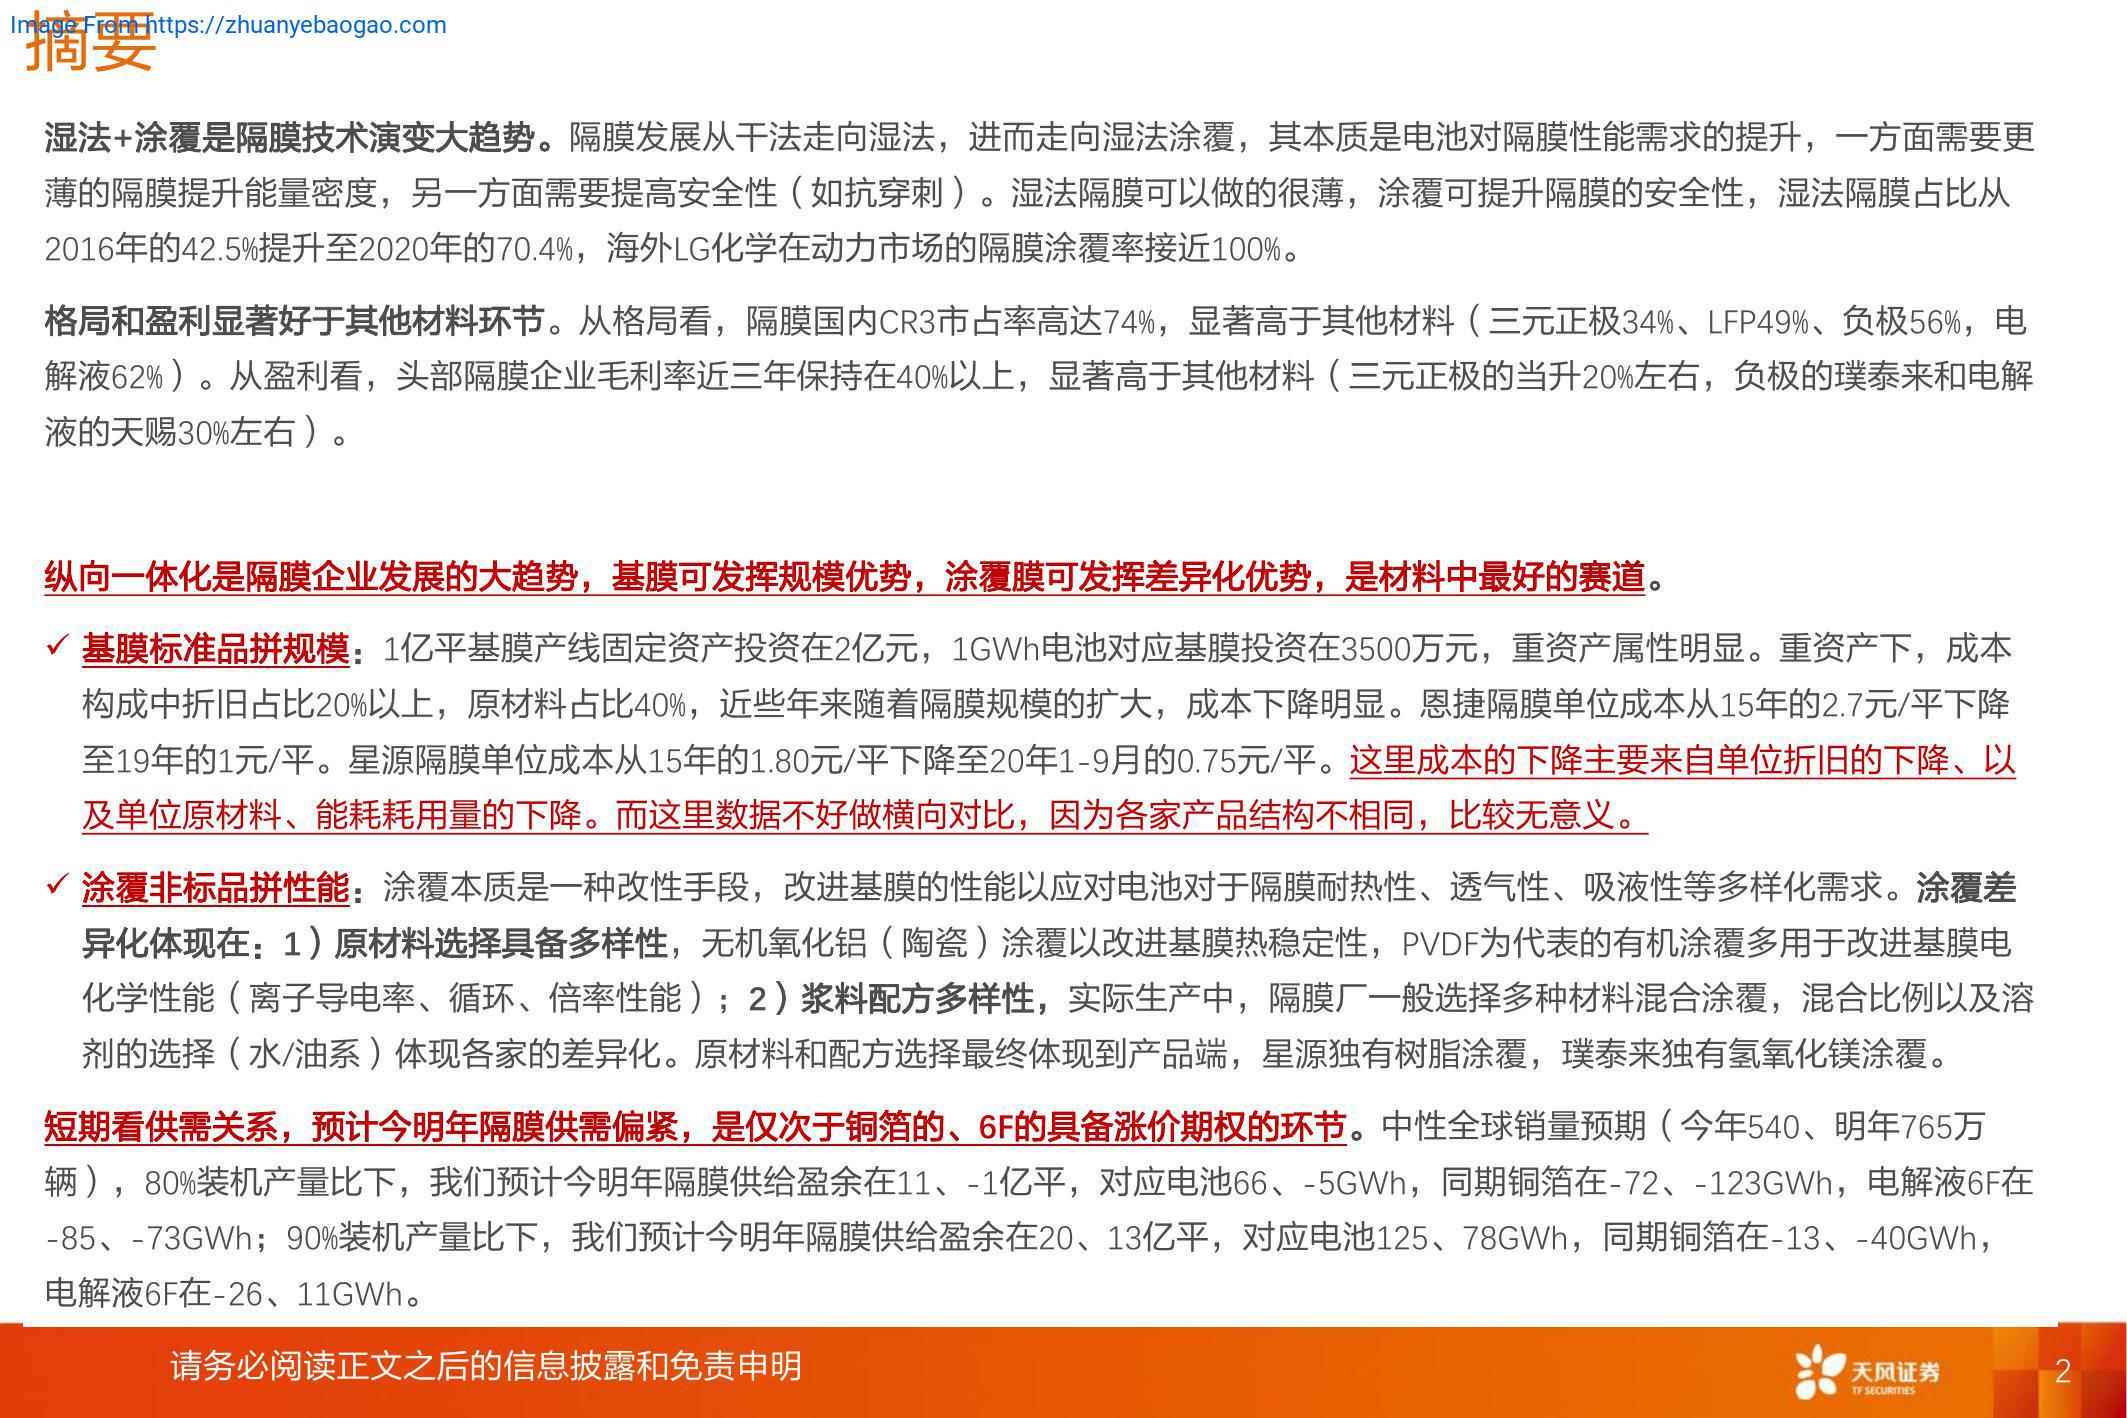 Image From https://zhuanyebaogao.com
摘要
湿法+涂覆是隔膜技术演变大趋势。隔膜发展从干法走向湿法，进而走向湿法涂覆，其本质是电池对隔膜性能需求的提升，一方面需要更
薄的隔膜提升能量密度，另一方面需要提高安全性（如抗穿刺）。湿法隔膜可以做的很薄，涂覆可提升隔膜的安全性，湿法隔膜占比从
2016年的42.5%提升至2020年的70.4%，海外LG化学在动力市场的隔膜涂覆率接近100%。
格局和盈利显著好于其他材料环节。从格局看，隔膜国内CR3市占率高达74%，显著高于其他材料（三元正极34%、LFP49%、负极56%，电
解液62%）。从盈利看，头部隔膜企业毛利率近三年保持在40%以上，显著高于其他材料（三元正极的当升20%左右，负极的璞泰来和电解
液的天赐30%左右）。
纵向一体化是隔膜企业发展的大趋势，基膜可发挥规模优势，涂覆膜可发挥差异化优势，是材料中最好的赛道。
✓ 基膜标准品拼规模：1亿平基膜产线固定资产投资在2亿元，1GWh电池对应基膜投资在3500万元，重资产属性明显。重资产下，成本
构成中折旧占比20%以上，原材料占比40%，近些年来随着隔膜规模的扩大，成本下降明显。恩捷隔膜单位成本从15年的2.7元/平下降
至19年的1元/平。星源隔膜单位成本从15年的1.80元/平下降至20年1-9月的0.75元/平。这里成本的下降主要来自单位折旧的下降、以
及单位原材料、能耗耗用量的下降。而这里数据不好做横向对比，因为各家产品结构不相同，比较无意义。
✓ 涂覆非标品拼性能：涂覆本质是一种改性手段，改进基膜的性能以应对电池对于隔膜耐热性、透气性、吸液性等多样化需求。涂覆差
异化体现在：1）原材料选择具备多样性，无机氧化铝（陶瓷）涂覆以改进基膜热稳定性，PVDF为代表的有机涂覆多用于改进基膜电
化学性能（离子导电率、循环、倍率性能）；2）浆料配方多样性，实际生产中，隔膜厂一般选择多种材料混合涂覆，混合比例以及溶
剂的选择（水/油系）体现各家的差异化。原材料和配方选择最终体现到产品端，星源独有树脂涂覆，璞泰来独有氢氧化镁涂覆。
短期看供需关系，预计今明年隔膜供需偏紧，是仅次于铜箔的、6F的具备涨价期权的环节。中性全球销量预期（今年540、明年765万
辆），80%装机产量比下，我们预计今明年隔膜供给盈余在11、-1亿平，对应电池66、-5GWh，同期铜箔在-72、-123GWh，电解液6F在
-85、-73GWh；90%装机产量比下，我们预计今明年隔膜供给盈余在20、13亿平，对应电池125、78GWh，同期铜箔在-13、-40GWh，
电解液6F在-26、11GWh。
请务必阅读正文之后的信息披露和免责申明
天风证券
TF SECURITIES
2